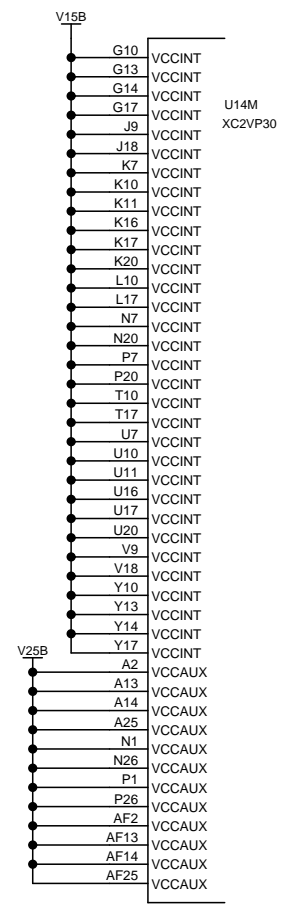 V15B
G10 VCCINT
G13 VCCINT
G14 VCCINT
U14M
G17 VCCINT
XC2VP30
J9 VCCINT
J18 VCCINT
K7 VCCINT
K10 VCCINT
K11 VCCINT
K16 VCCINT
K17 VCCINT
K20 VCCINT
L10 VCCINT
L17 VCCINT
N7 VCCINT
N20 VCCINT
P7 VCCINT
P20 VCCINT
T10 VCCINT
T17 VCCINT
U7 VCCINT
U10 VCCINT
U11 VCCINT
U16 VCCINT
U17 VCCINT
U20 VCCINT
V9 VCCINT
V18 VCCINT
Y10 VCCINT
Y13 VCCINT
Y14 VCCINT
V25B
Y17 VCCINT
A2 VCCAUX
A13 VCCAUX
A14 VCCAUX
A25 VCCAUX
N1 VCCAUX
N26 VCCAUX
P1 VCCAUX
P26 VCCAUX
AF2 VCCAUX
AF13 VCCAUX
AF14 VCCAUX
AF25 VCCAUX